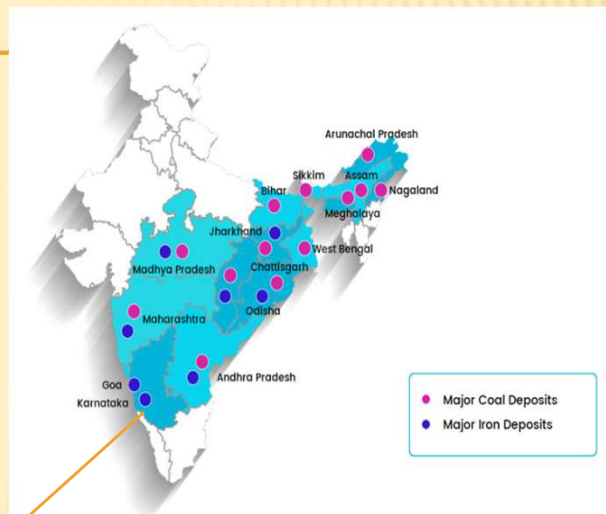 Arunachal Pradesh
Sikkim
Assam
Bihar
Nagaland
Meghalaya
Jharkhand
West Bengal
Chattisgarh
Madhya Pradesh
Odisha
Maharashtra
Andhra Pradesh
Goa
Karnataka
Major Coal Deposits
Major Iron Deposits